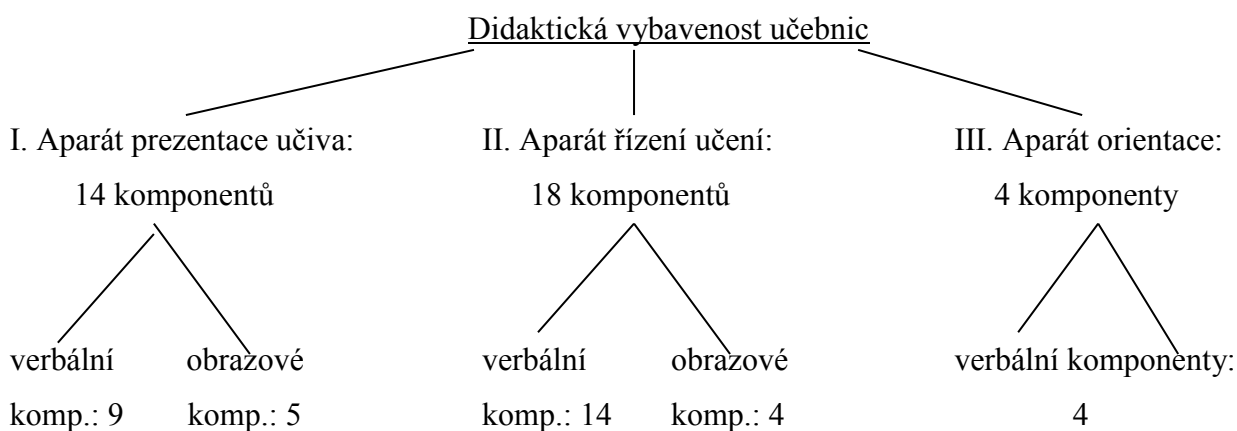 Didaktická vybavenost učebnic
I. Aparát prezentace učiva: II. Aparát řízení učení: III. Aparát orientace:
14 komponentů 18 komponentů 4 komponenty
verbální obrazové verbální obrazové verbální komponenty:
komp.: 9 komp.: 5 komp.: 14 komp.: 4 4